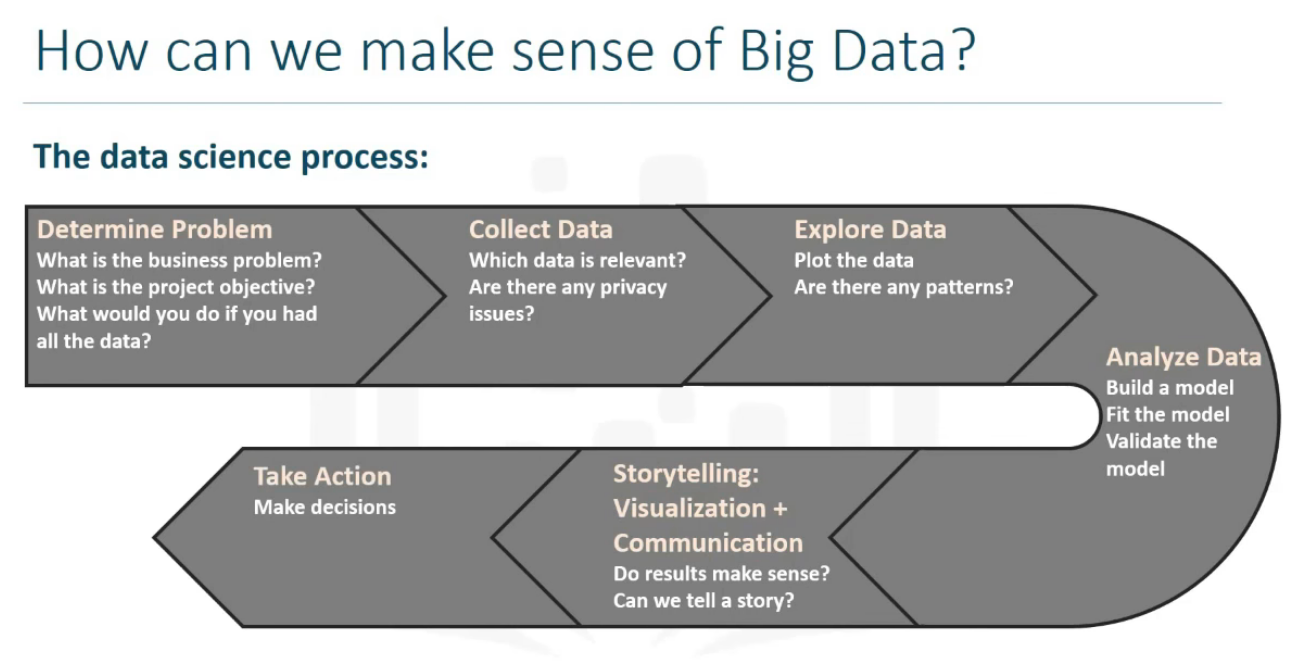 How can we make sense of Big Data?
The data science process:
Determine Problem
What is the business problem?
What is the project objective?
What would you do if you had
all the data?
Collect Data
Which data is relevant?
Are there any privacy
issues?
Explore Data
Plot the data
Are there any patterns?
Analyze Data
Build a model
Fit the model
Validate the
model
Storytelling:
Visualization +
Communication
Do results make sense?
Can we tell a story?
Take Action
Make decisions